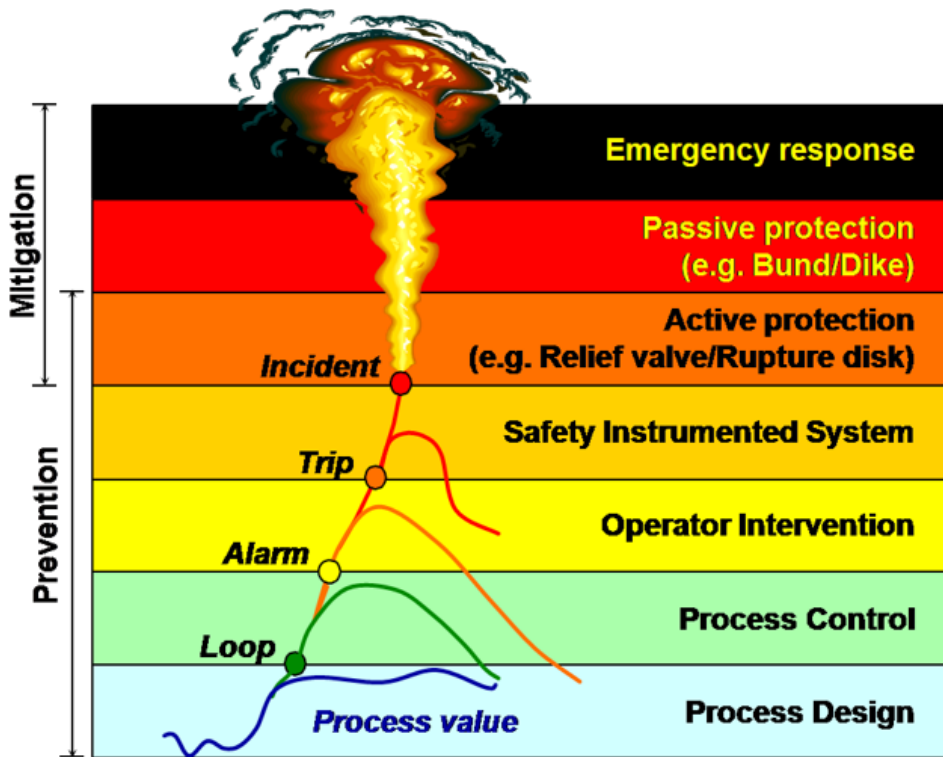 Emergency response
Mitigation
Passive protection
(e.g. Bund/Dike)
Active protection
(e.g. Relief valve/Rupture disk)
Incident
Safety Instrumented System
Trip
Prevention
Operator Intervention
Alarm
Process Control
Loop
Process value
Process Design